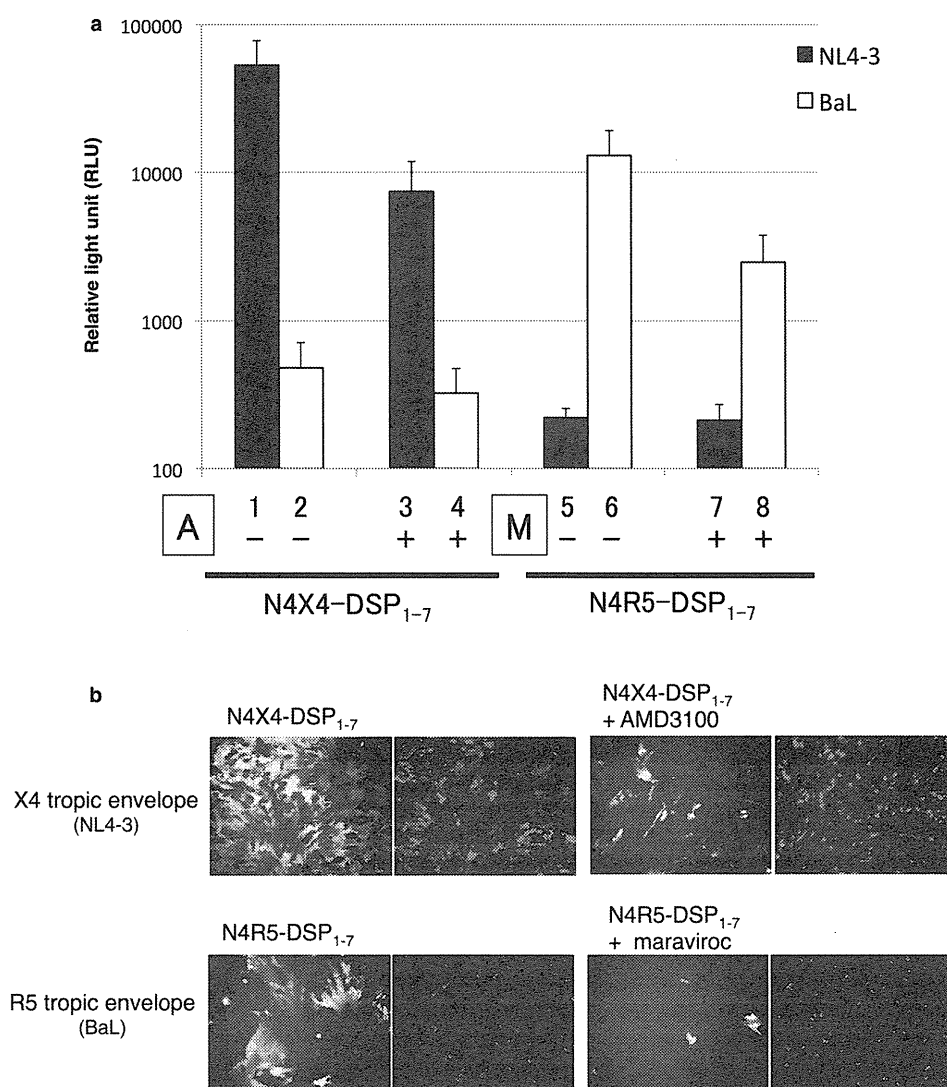 a
100000
NL4-3
BaL
10000
1000
100
Relative light unit (RLU)
A 1 2 3 4 M 5 6 7 8
− − + + − − + +
N4X4-DSP1-7 N4R5-DSP1-7
b
N4X4-DSP1-7
N4X4-DSP1-7
+ AMD3100
X4 tropic envelope
(NL4-3)
N4R5-DSP1-7
N4R5-DSP1-7
+ maraviroc
R5 tropic envelope
(BaL)